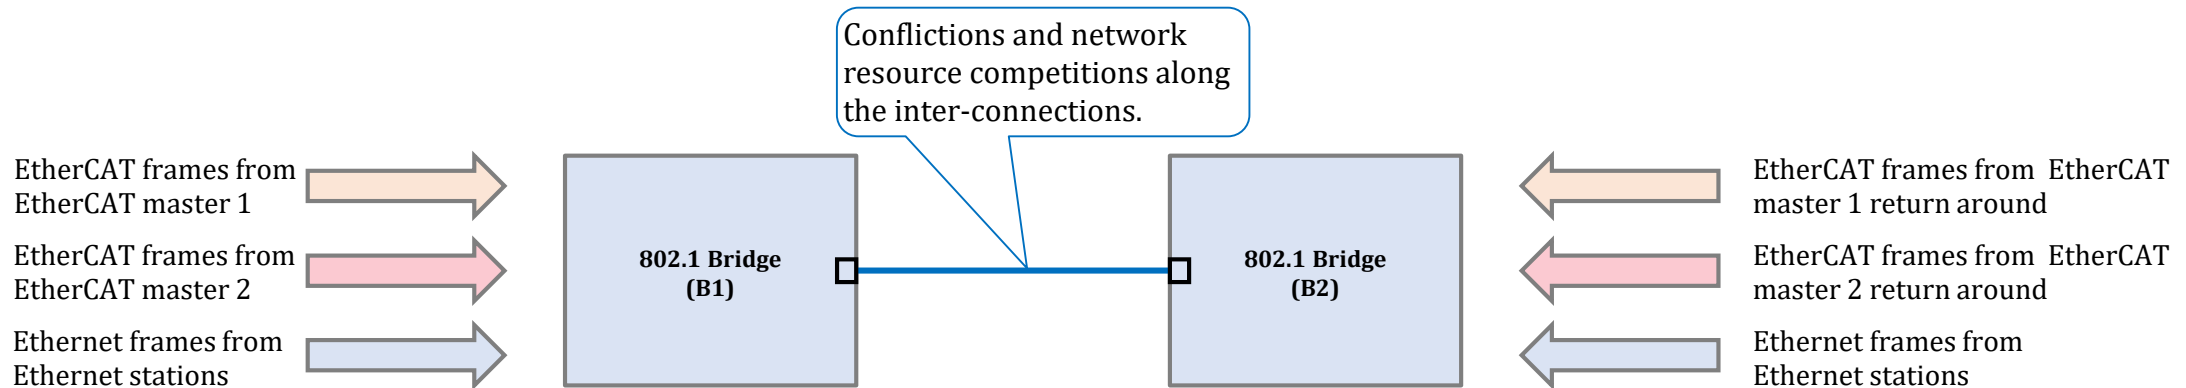 Conflictions and network
resource competitions along
the inter-connections.
EtherCAT frames from
EtherCAT master 1
EtherCAT frames from
EtherCAT master 2
Ethernet frames from
Ethernet stations
802.1 Bridge
(B1)
802.1 Bridge
(B2)
EtherCAT frames from  EtherCAT
master 1 return around
EtherCAT frames from  EtherCAT
master 2 return around
Ethernet frames from
Ethernet stations